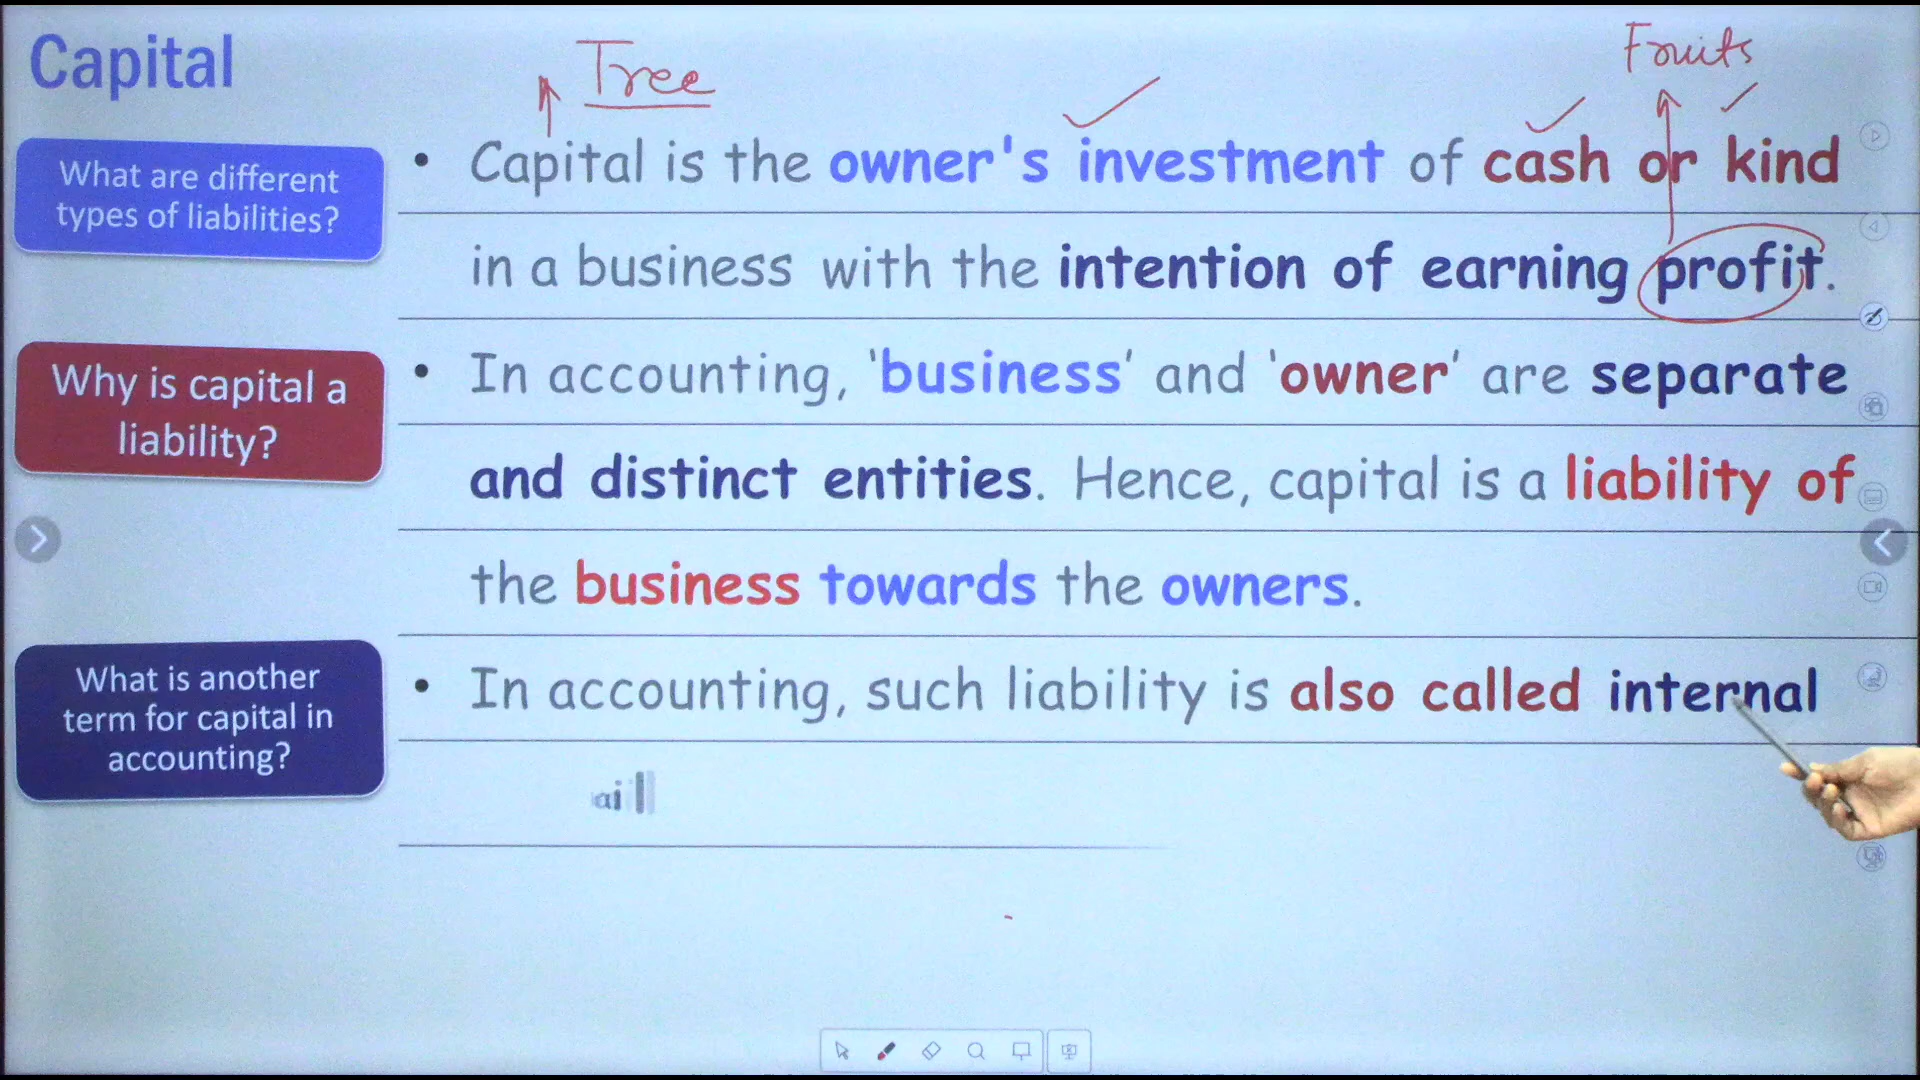 Capital
Tree
Fruits
What are different
types of liabilities?
• Capital is the owner's investment of cash or kind
in a business with the intention of earning profit.
Why is capital a
liability?
• In accounting, 'business' and 'owner' are separate
and distinct entities. Hence, capital is a liability of
the business towards the owners.
What is another
term for capital in
accounting?
• In accounting, such liability is also called internal